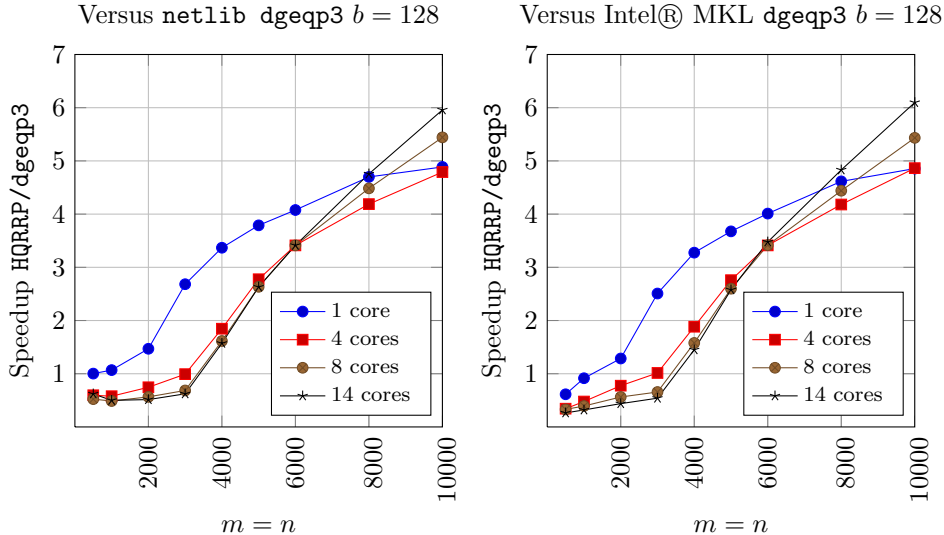 Versus netlib dgeqp3 b = 128
Speedup HQRRP/dgeqp3
7
6
5
4
3
2
1
1 core
4 cores
8 cores
14 cores
2000
4000
6000
8000
10000
m = n
Versus Intel® MKL dgeqp3 b = 128
Speedup HQRRP/dgeqp3
7
6
5
4
3
2
1
1 core
4 cores
8 cores
14 cores
2000
4000
6000
8000
10000
m = n